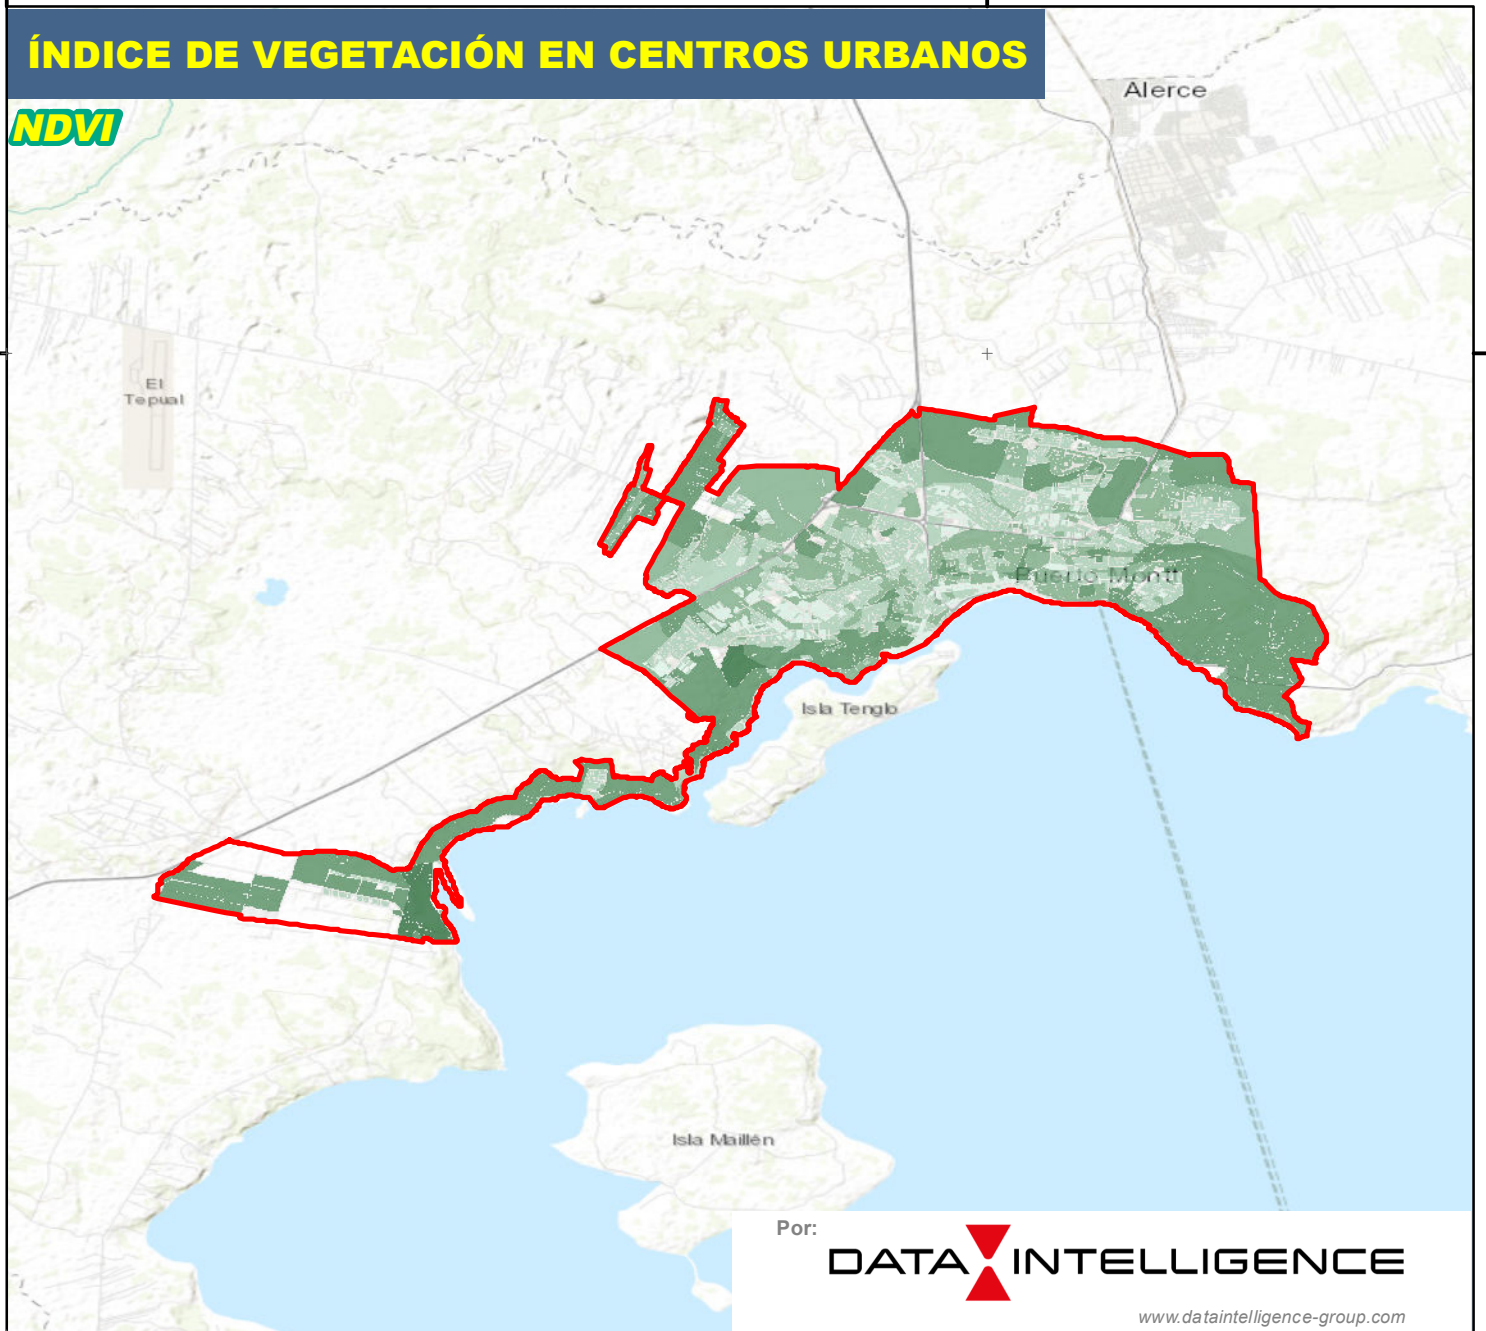 ÍNDICE DE VEGETACIÓN EN CENTROS URBANOS
NDVI
Alerce
El
Tepual
Puerto Montt
Isla Tenglo
Isla Maillén
Por:
DATA INTELLIGENCE
www.dataintelligence-group.com